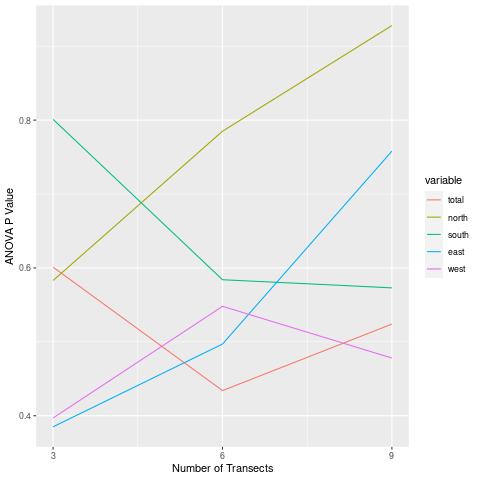 ANOVA P Value
0.8
0.6
0.4
3
6
9
Number of Transects
variable
total
north
south
east
west